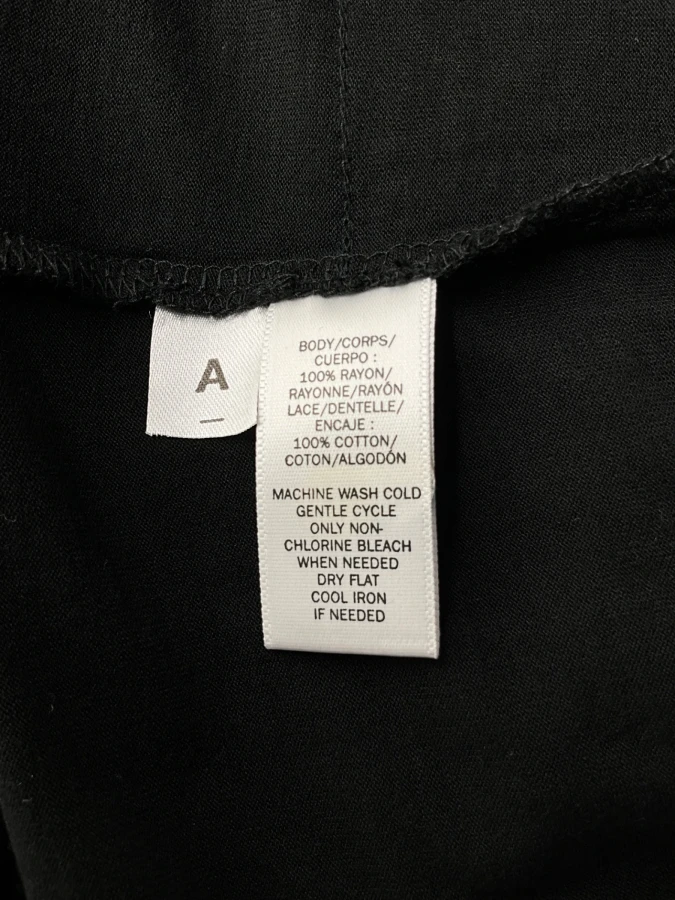 A
BODY/CORPS/
CUERPO :
100% RAYON/
RAYONNE/RAYÓN
LACE/DENTELLE/
ENCAJE :
100% COTTON/
COTON/ALGODÓN
MACHINE WASH COLD
GENTLE CYCLE
ONLY NON-
CHLORINE BLEACH
WHEN NEEDED
DRY FLAT
COOL IRON
IF NEEDED